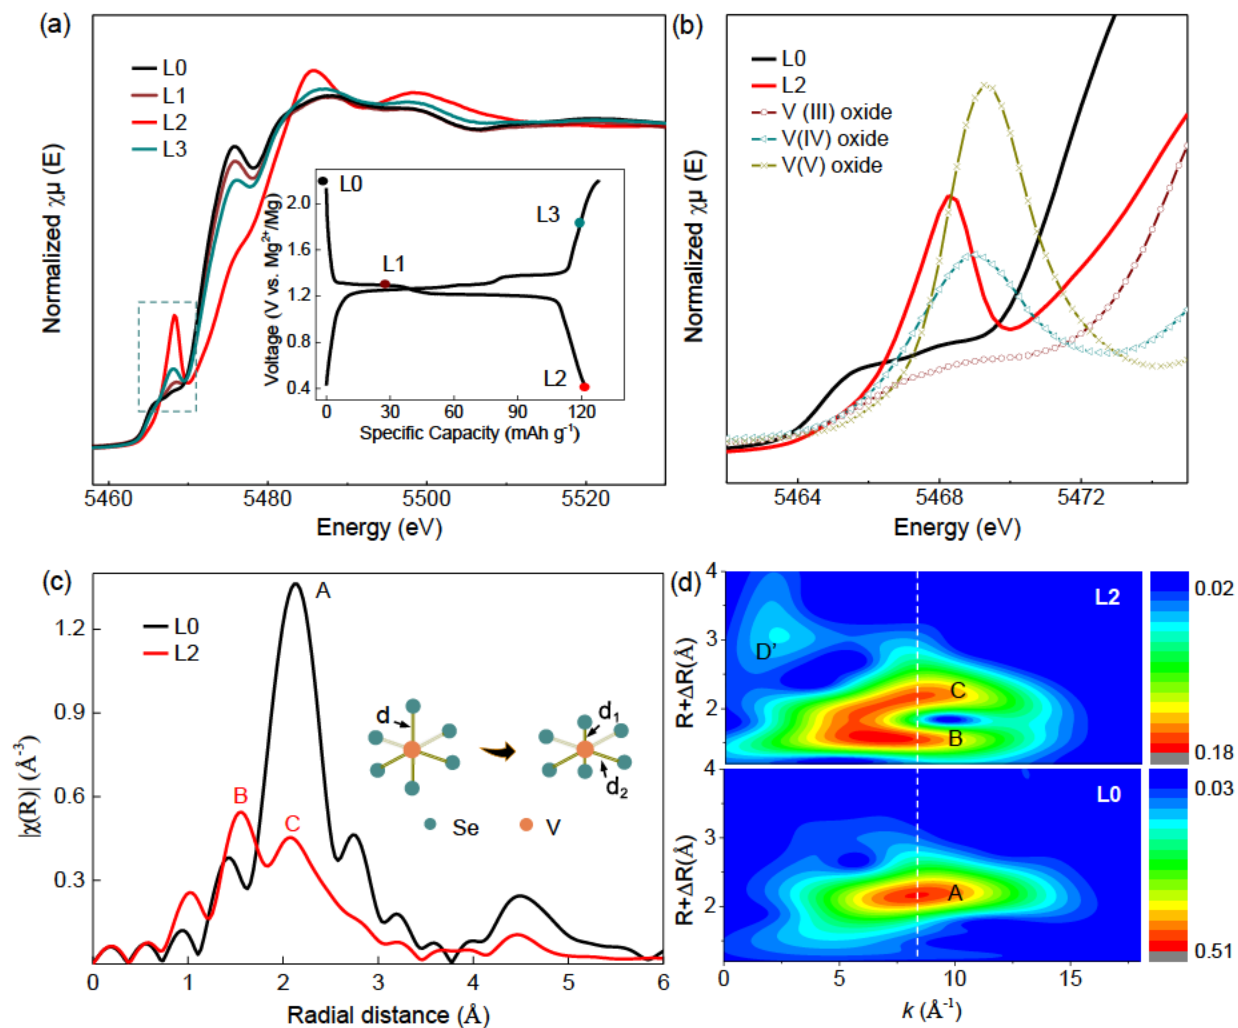 (a)
L0
L1
L2
L3
Normalized χμ (E)
2.0
1.6
1.2
0.8
0.4
Voltage (V vs. Mg²⁺/Mg)
L0
L1
L2
L3
0 30 60 90 120
Specific Capacity (mAh g⁻¹)
5460 5480 5500 5520
Energy (eV)
(b)
L0
L2
V (III) oxide
V(IV) oxide
V(V) oxide
Normalized χμ (E)
5464 5468 5472
Energy (eV)
(c)
L0
L2
A
B
C
d
d₁
d₂
Se
V
|χ(R)| (Å⁻³)
1.2
0.9
0.6
0.3
0 1 2 3 4 5 6
Radial distance (Å)
(d)
4
3
2
R+ΔR(Å)
L2
D'
C
B
0.02
0.18
4
3
2
R+ΔR(Å)
L0
A
0.03
0.51
0 5 10 15
k (Å⁻¹)